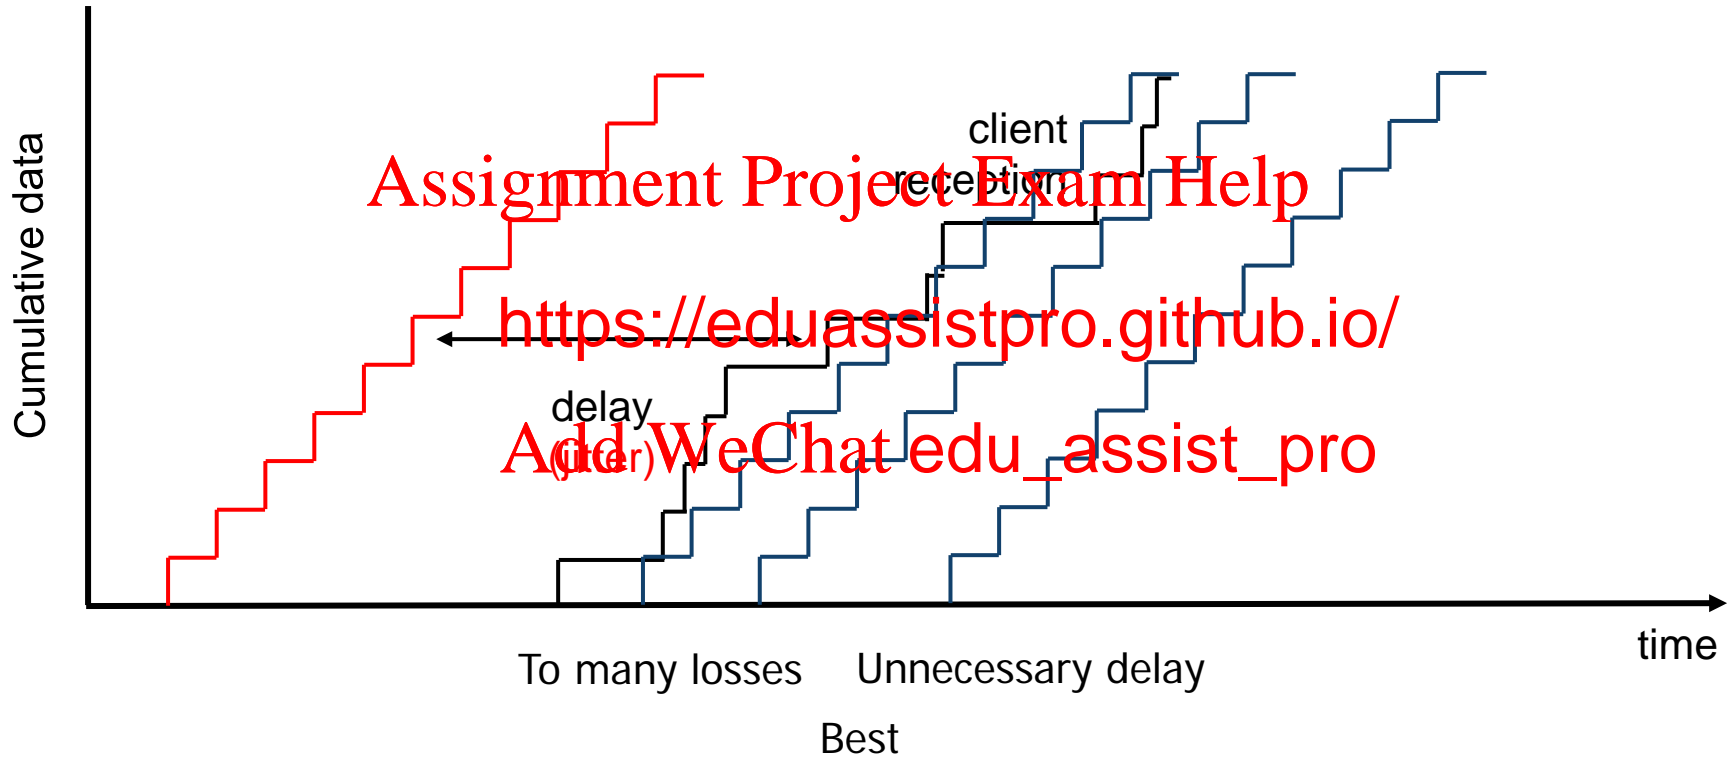 Cumulative data
client
reception
Assignment Project Exam Help
https://eduassistpro.github.io/
delay
(jitter)
Add WeChat edu_assist_pro
time
To many losses
Unnecessary delay
Best